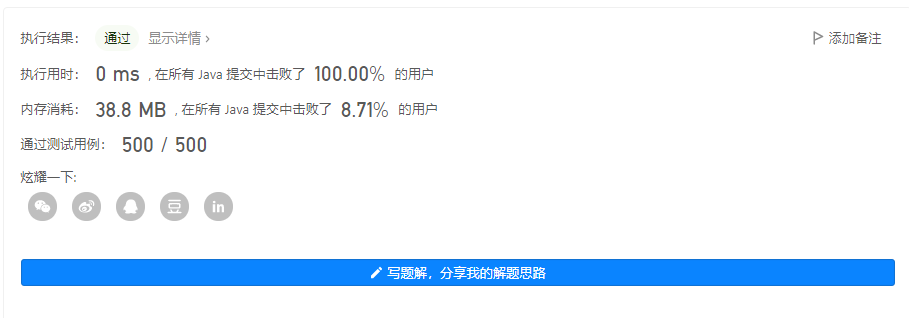 执行结果： 通过 显示详情 › 添加备注
执行用时： 0 ms , 在所有 Java 提交中击败了 100.00% 的用户
内存消耗： 38.8 MB , 在所有 Java 提交中击败了 8.71% 的用户
通过测试用例： 500 / 500
炫耀一下:
豆 in
写题解，分享我的解题思路